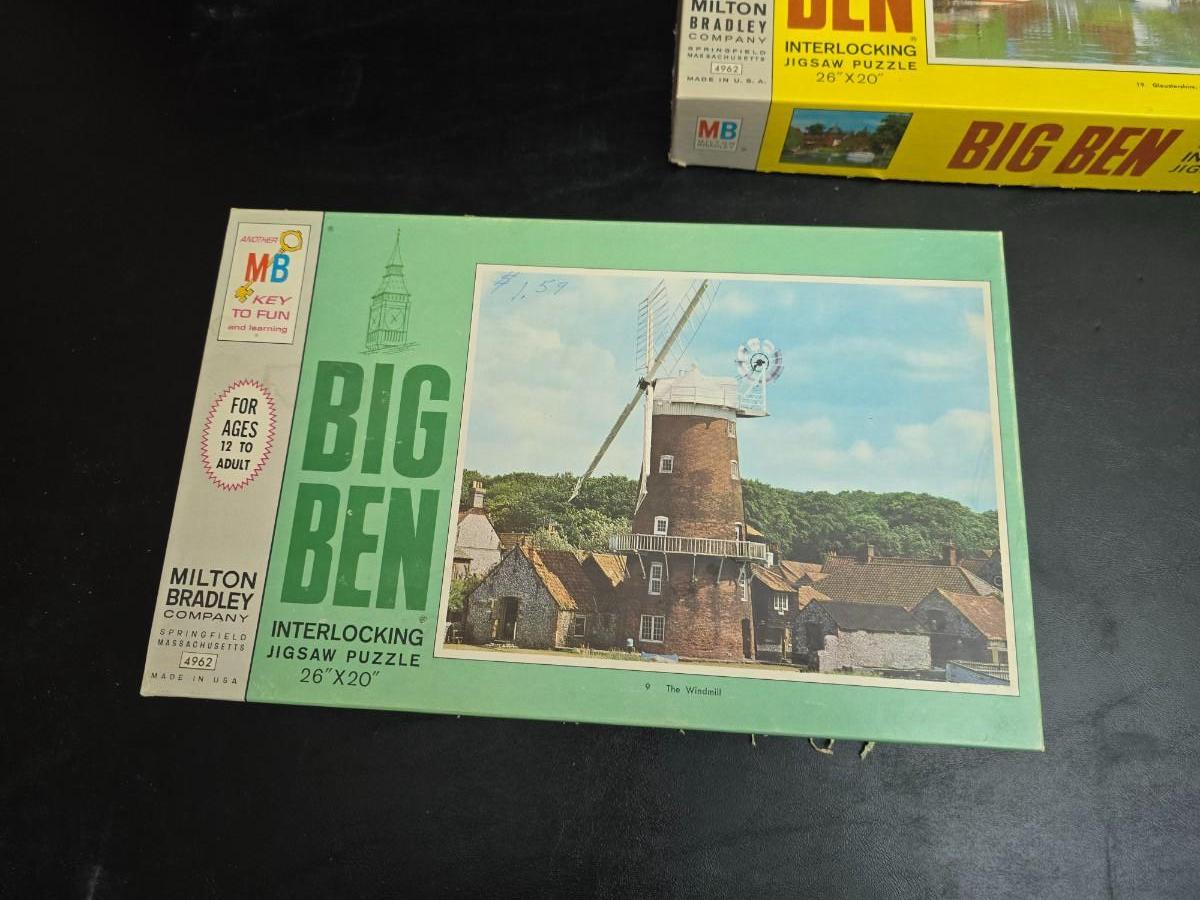 MILTON
BRADLEY
COMPANY
SPRINGFIELD
MASSACHUSETTS
4962
MADE IN U.S.A.
BEN
INTERLOCKING
JIGSAW PUZZLE
26"X20"
MB
BIG BEN
ANOTHER
MB
KEY
TO FUN
and learning
FOR
AGES
12 TO
ADULT
MILTON
BRADLEY
COMPANY
SPRINGFIELD
MASSACHUSETTS
4962
MADE IN USA
BIG
BEN
INTERLOCKING
JIGSAW PUZZLE
26"X20"
$1.59
9 The Windmill